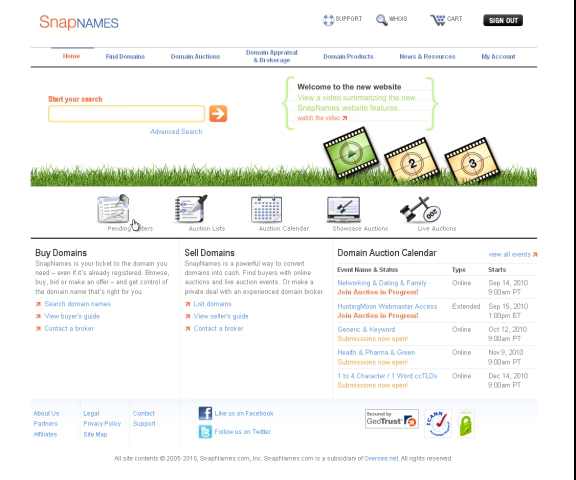 SnapNames
SUPPORT
WHOIS
CART
SIGN OUT
Home
Find Domains
Domain Auctions
Domain Appraisal
& Brokerage
Domain Products
News & Resources
My Account
Start your search
Advanced Search
Welcome to the new website
View a video summarizing the new
SnapNames website features
watch the video
2
3
Pending
Auction Lists
Auction Calendar
Showcase Auctions
Live Auctions
Buy Domains
SnapNames is your ticket to the domain you
need – even if it's already registered. Browse,
buy, bid or make an offer – and get control of
the domain name that's right for you.
Search domain names
View buyer's guide
Contact a broker
Sell Domains
SnapNames is a powerful way to convert
domains into cash. Find buyers with online
auctions and live auction events. Or make a
private deal with an experienced domain broker.
List domains
View seller's guide
Contact a broker
Domain Auction Calendar
view all events
Event Name & Status Type Starts
Networking & Dating & Family Online Sep 14, 2010
Join Auction in Progress! 9:00am PT
HuntingMoon Webmaster Access Extended Sep 15, 2010
Join Auction in Progress! 1:00pm ET
Generic & Keyword Online Oct 12, 2010
Submissions now open! 9:00am PT
Health & Pharma & Green Online Nov 9, 2010
Submissions now open! 9:00am PT
1 to 4 Character / 1 Word ccTLDs Online Dec 14, 2010
Submissions now open! 9:00am PT
About Us
Partners
Affiliates
Legal
Privacy Policy
Site Map
Contact
Support
Like us on Facebook
Follow us on Twitter
Secured by
GeoTrust
ICANN
All site contents © 2005-2010, SnapNames.com, Inc. SnapNames.com is a subsidiary of Oversee.net. All rights reserved.